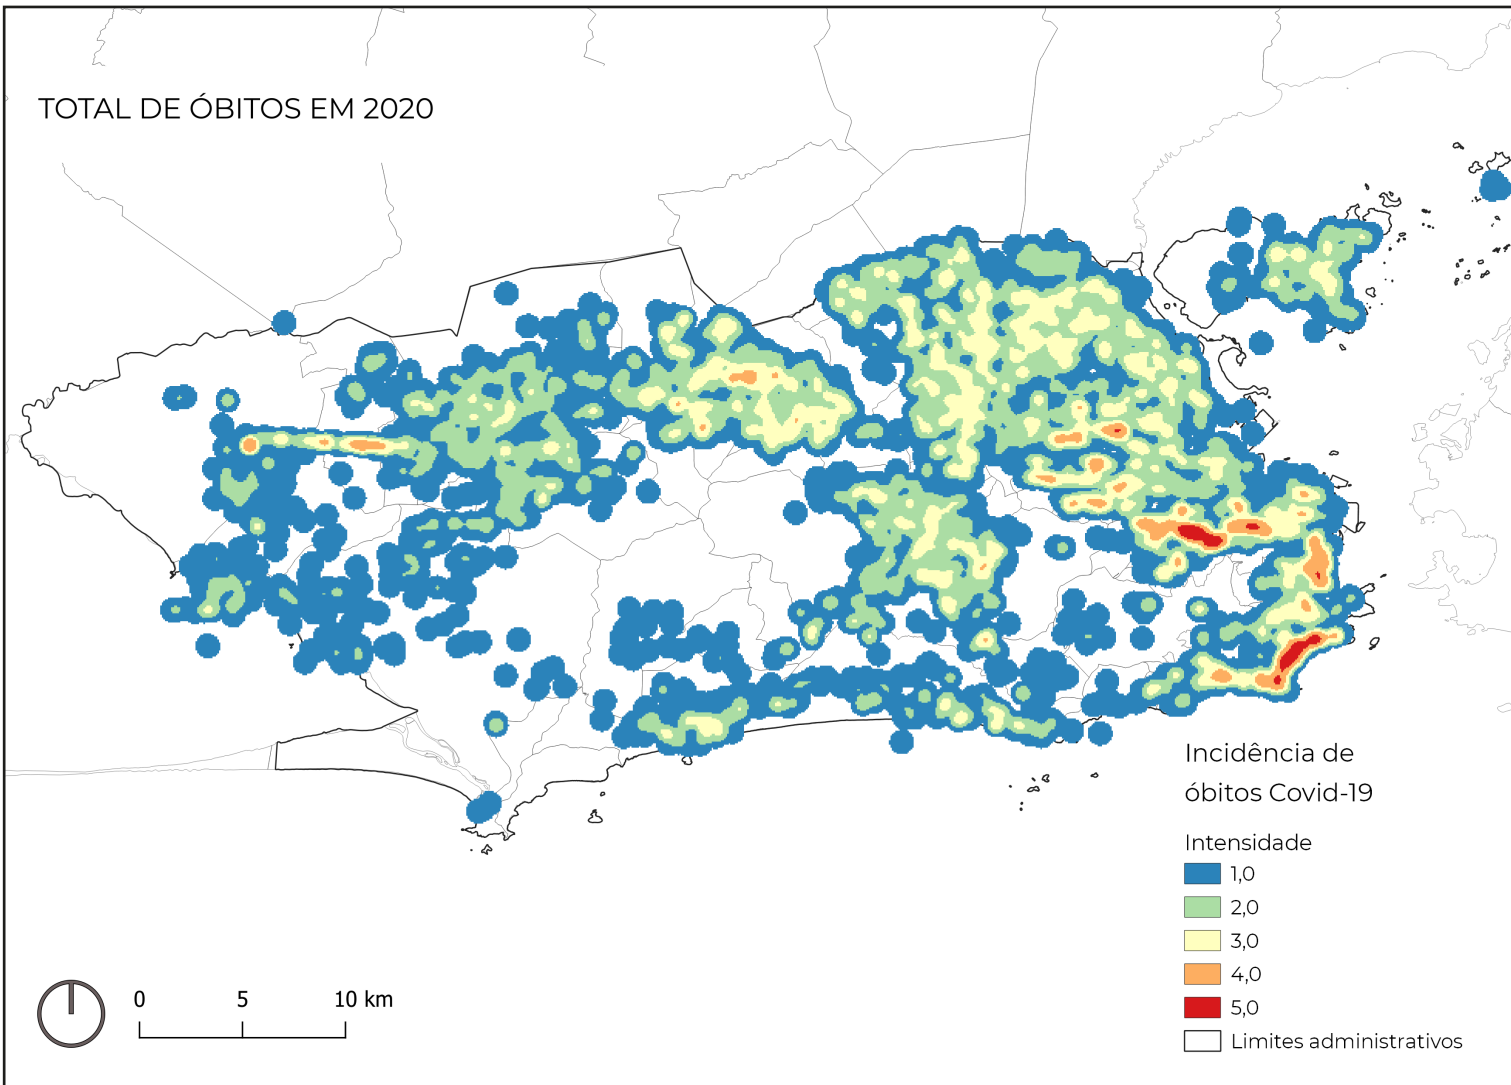 TOTAL DE ÓBITOS EM 2020
Incidência de
óbitos Covid-19
Intensidade
1,0
2,0
3,0
4,0
5,0
Limites administrativos
0 5 10 km